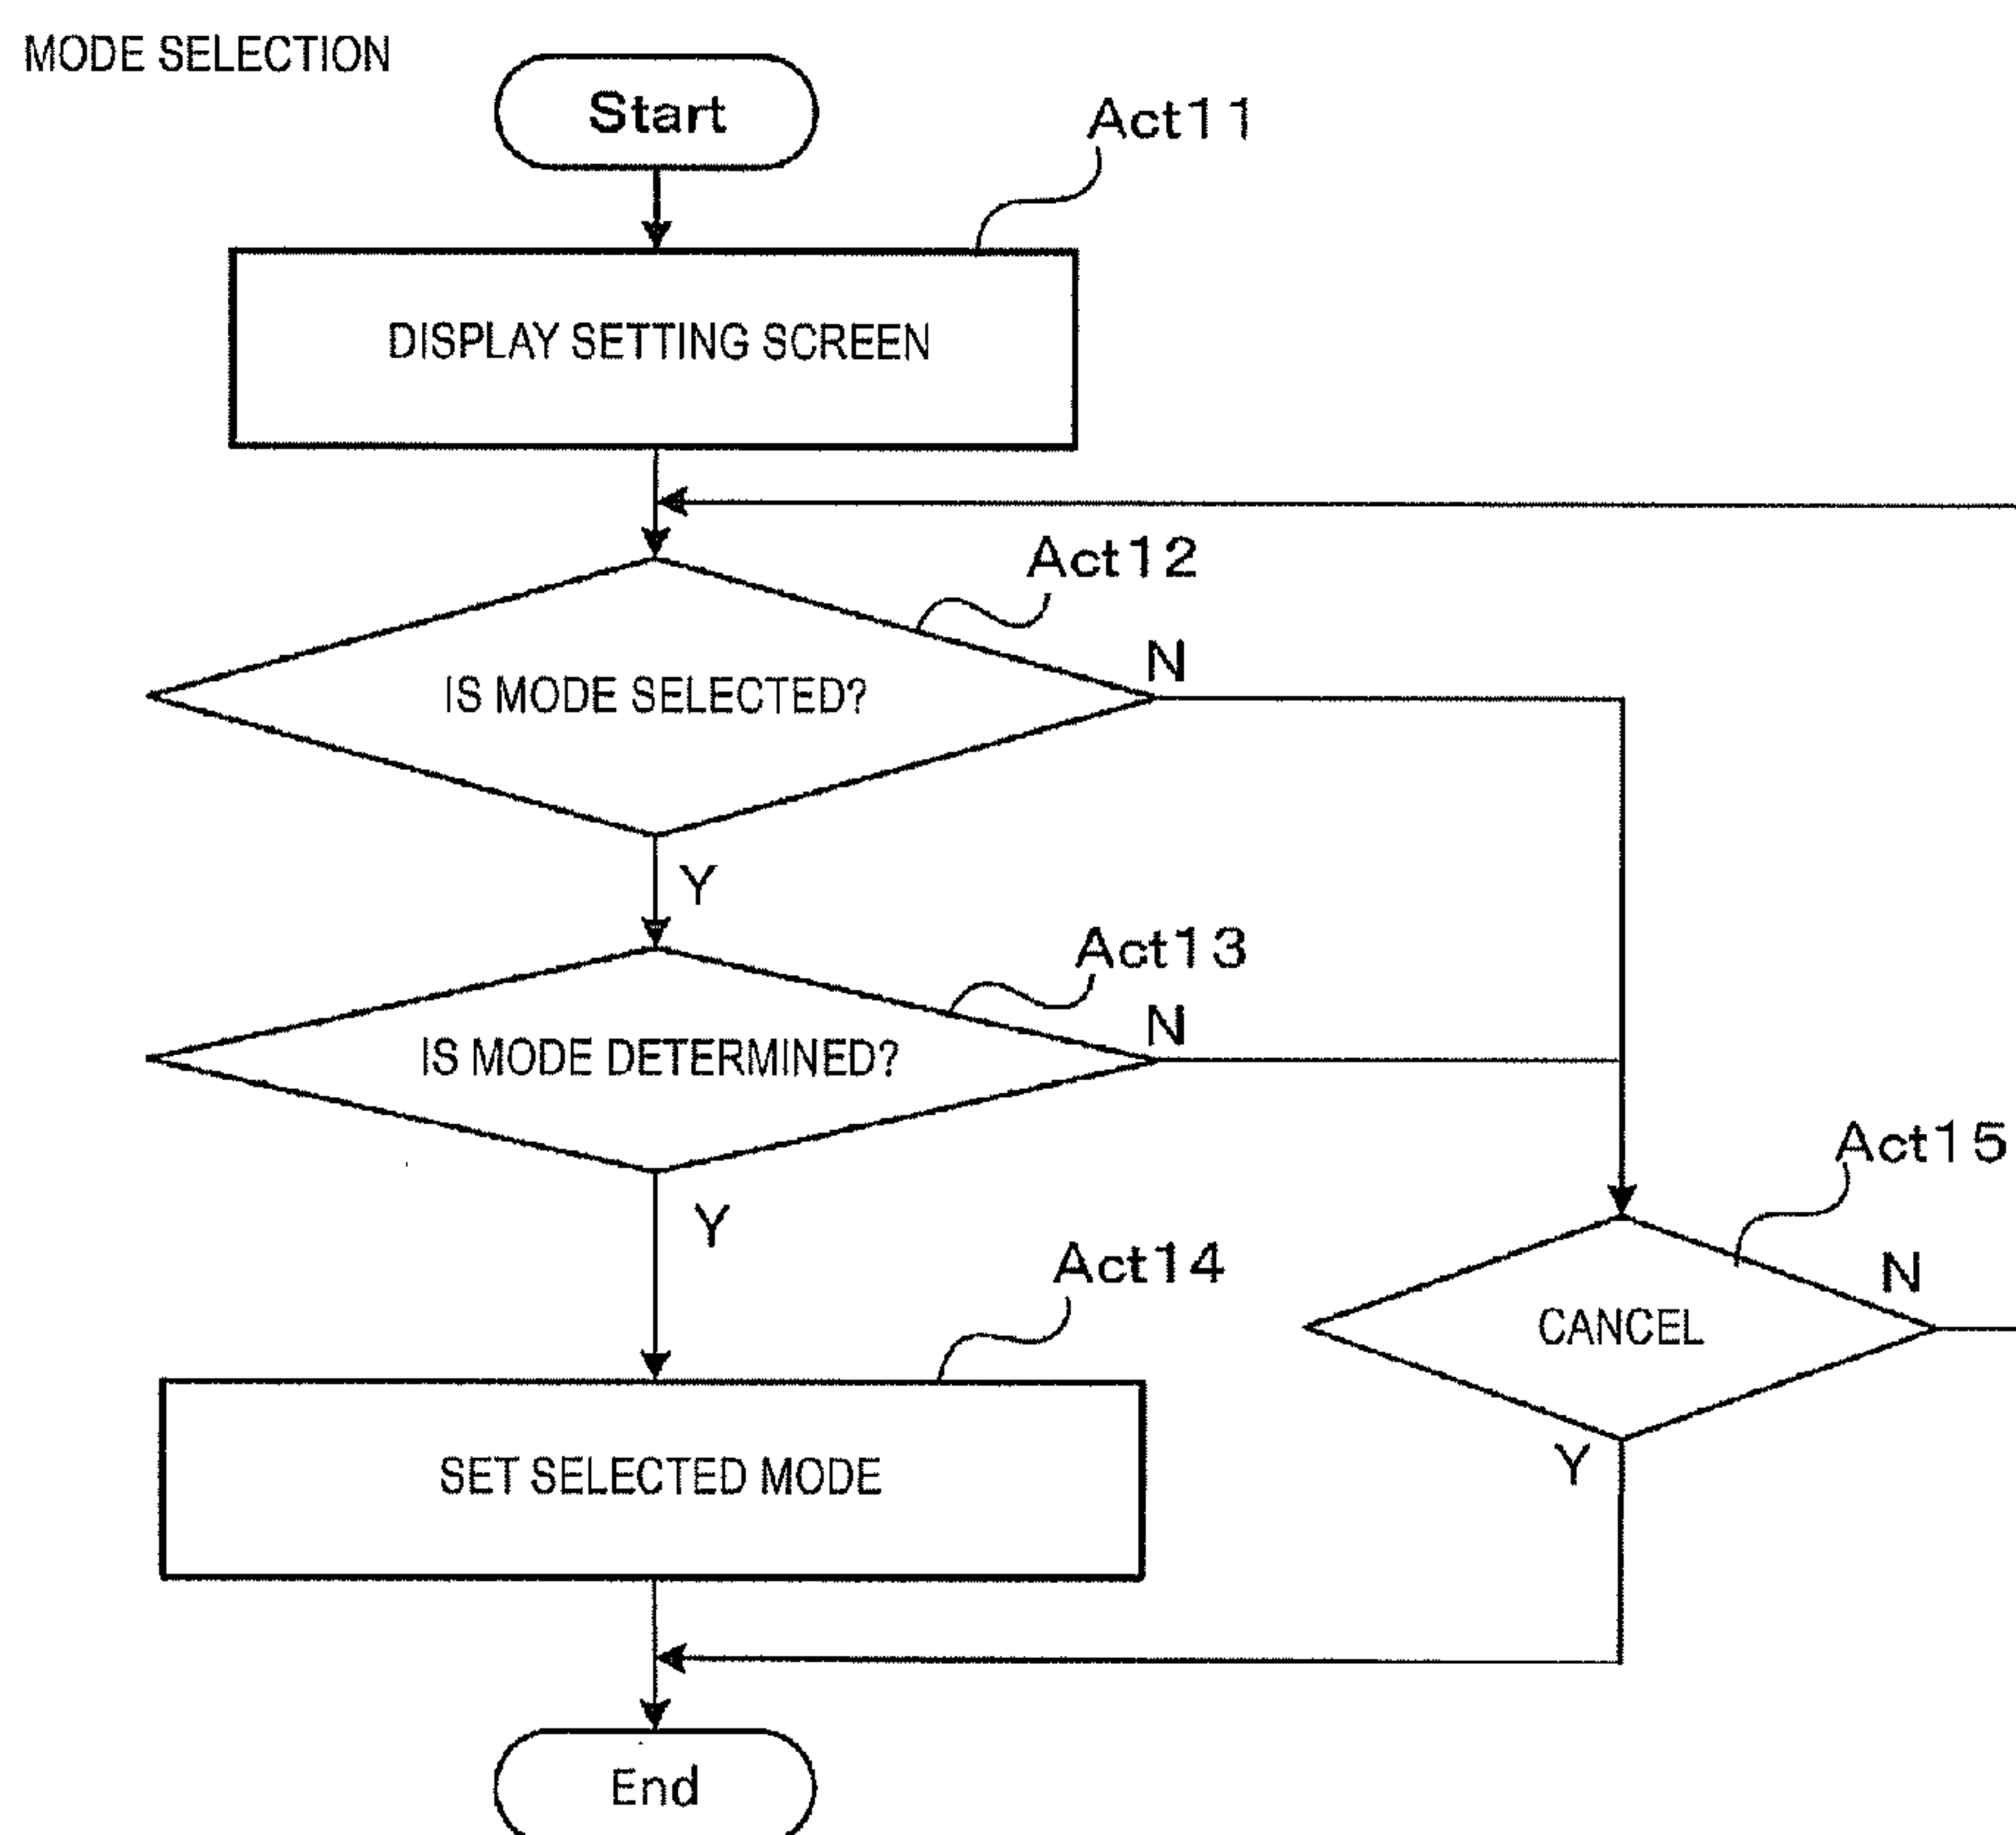 MODE SELECTION
Start
Act11
DISPLAY SETTING SCREEN
Act12
N
IS MODE SELECTED?
Y
Act13
N
IS MODE DETERMINED?
Y
Act15
Act14
N
CANCEL
Y
SET SELECTED MODE
End